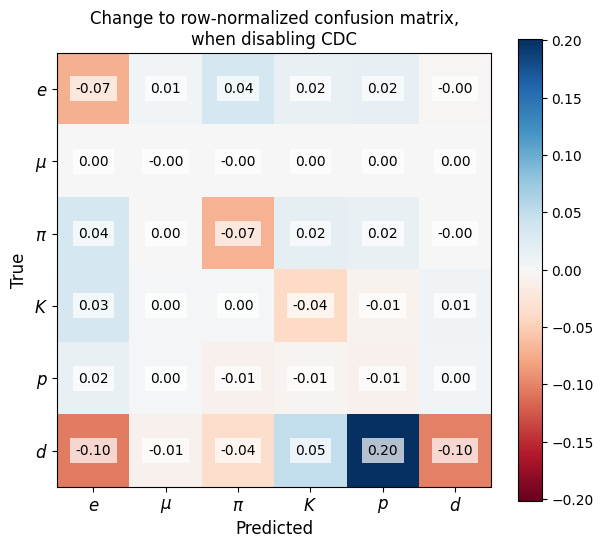 Change to row-normalized confusion matrix,
when disabling CDC
e -0.07 0.01 0.04 0.02 0.02 -0.00
μ 0.00 -0.00 -0.00 0.00 0.00 0.00
π 0.04 0.00 -0.07 0.02 0.02 -0.00
K 0.03 0.00 0.00 -0.04 -0.01 0.01
p 0.02 0.00 -0.01 -0.01 -0.01 0.00
d -0.10 -0.01 -0.04 0.05 0.20 -0.10
e μ π K p d
Predicted
True
0.20
0.15
0.10
0.05
0.00
−0.05
−0.10
−0.15
−0.20